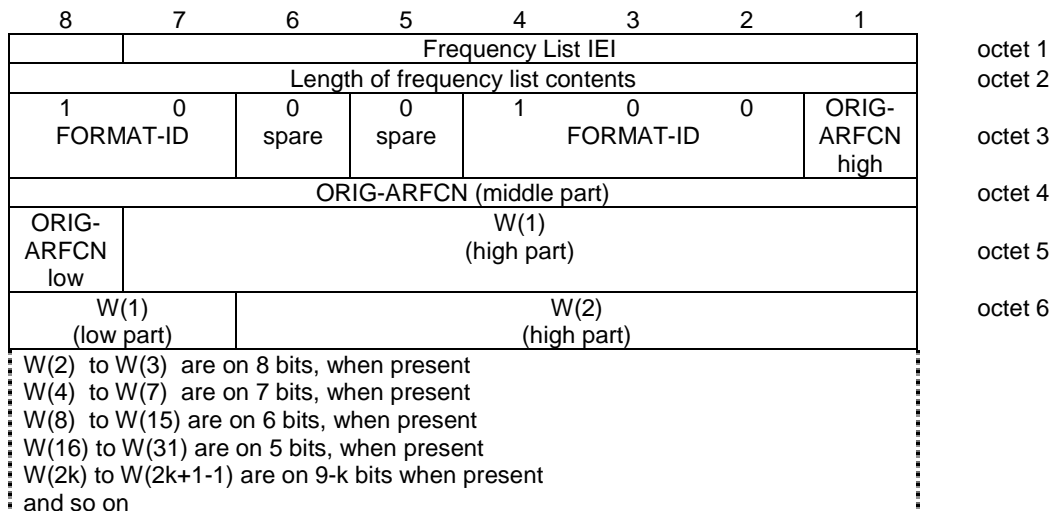 8 7 6 5 4 3 2 1
Frequency List IEI octet 1
Length of frequency list contents octet 2
1 0 0 0 1 0 0 ORIG-
FORMAT-ID spare spare FORMAT-ID ARFCN octet 3
high
ORIG-ARFCN (middle part) octet 4
ORIG- W(1)
ARFCN (high part) octet 5
low
W(1) W(2) octet 6
(low part) (high part)
W(2) to W(3) are on 8 bits, when present
W(4) to W(7) are on 7 bits, when present
W(8) to W(15) are on 6 bits, when present
W(16) to W(31) are on 5 bits, when present
W(2k) to W(2k+1-1) are on 9-k bits when present
and so on